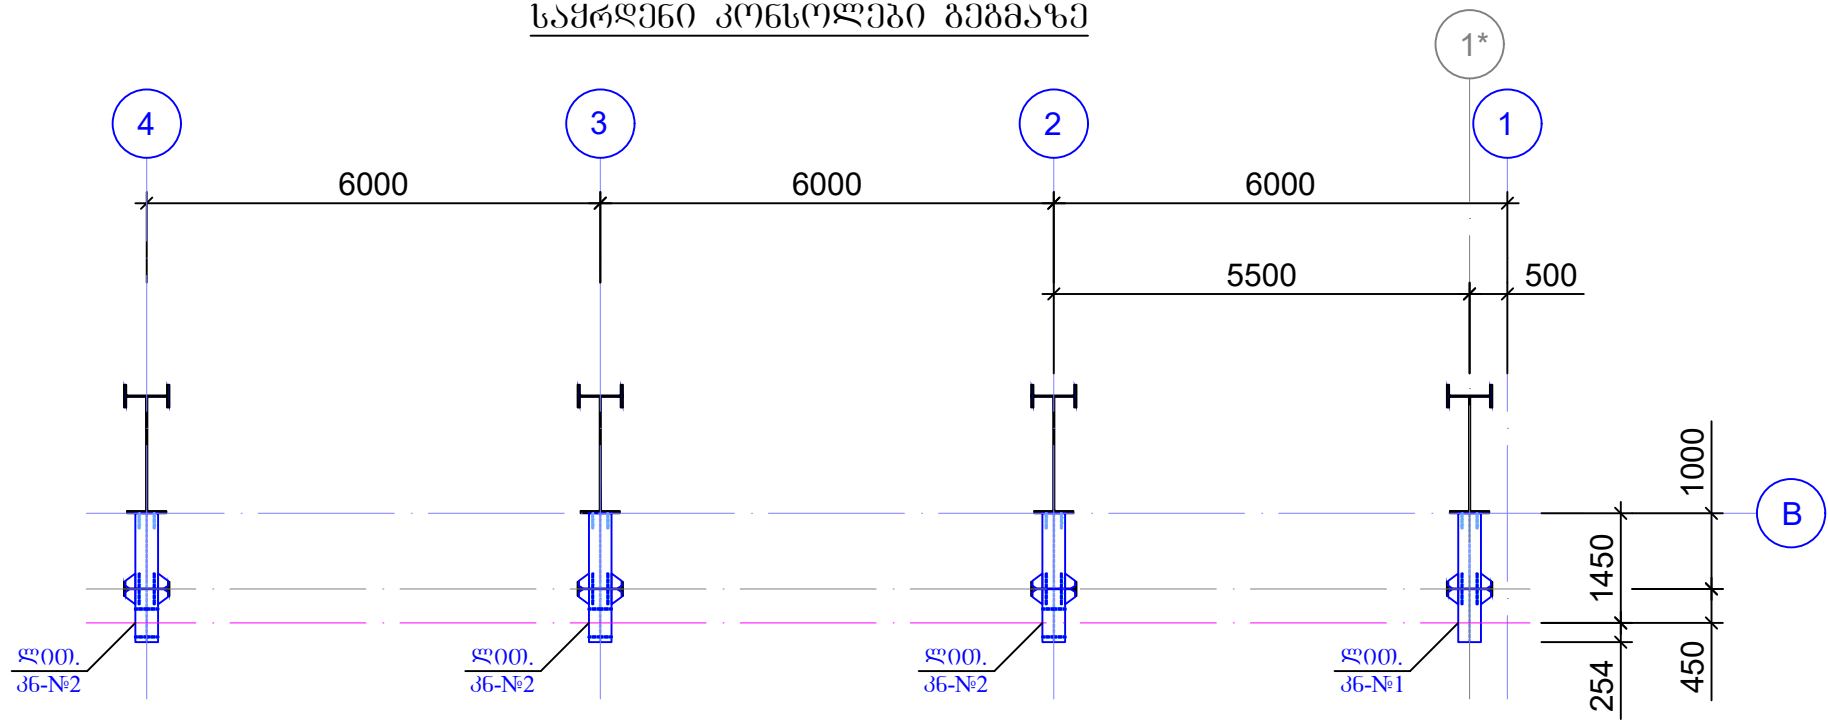 საყრდენი კონსოლები გეგმაზე
1*
4
3
2
1
6000
6000
6000
5500
500
1000
B
1450
450
254
ლით.
კნ-№2
ლით.
კნ-№2
ლით.
კნ-№2
ლით.
კნ-№1